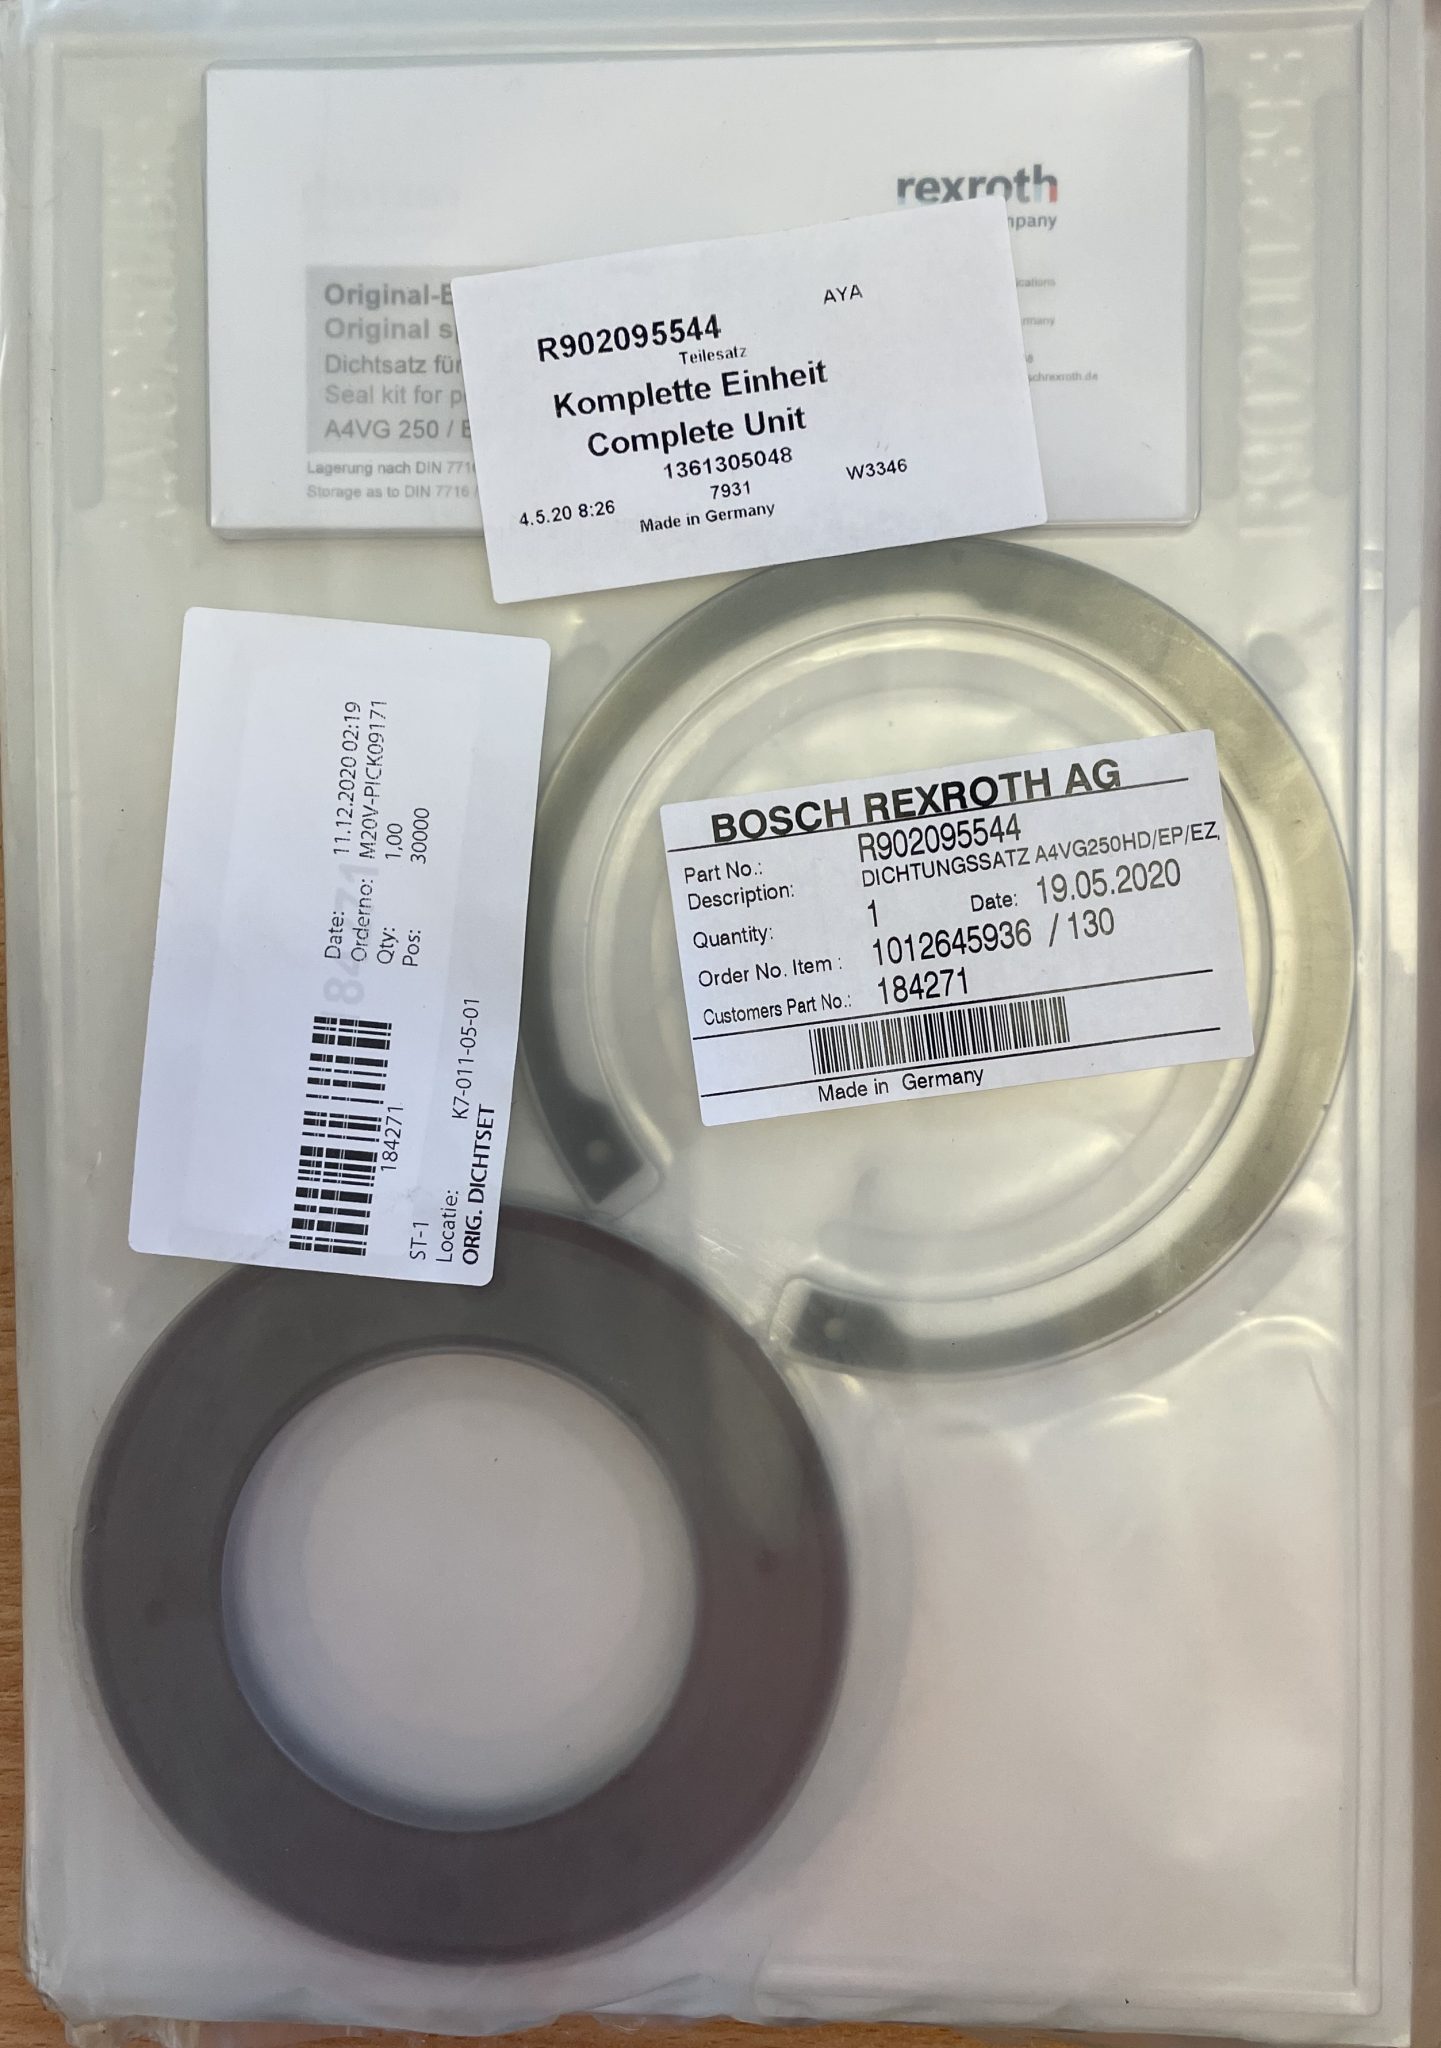 rexroth
Original-
Original s
Dichtsatz für
Seal kit for p
A4VG 250 /
Lagerung nach DIN 7716
Storage as to DIN 7716 /
R902095544
AYA
Teilesatz
Komplette Einheit
Complete Unit
1361305048
7931
W3346
4.5.20 8:26
Made in Germany
BOSCH REXROTH AG
Part No.: R902095544
Description: DICHTUNGSSATZ A4VG250HD/EP/EZ,
Quantity: 1 Date: 19.05.2020
Order No. Item : 1012645936 / 130
Customers Part No.: 184271
Made in Germany
Date: 11.12.2020 02:19
Orderno: M20V-PICK09171
Qty: 1,00
Pos: 30000
184271
ST-1
Locatie: K7-011-05-01
ORIG. DICHTSET